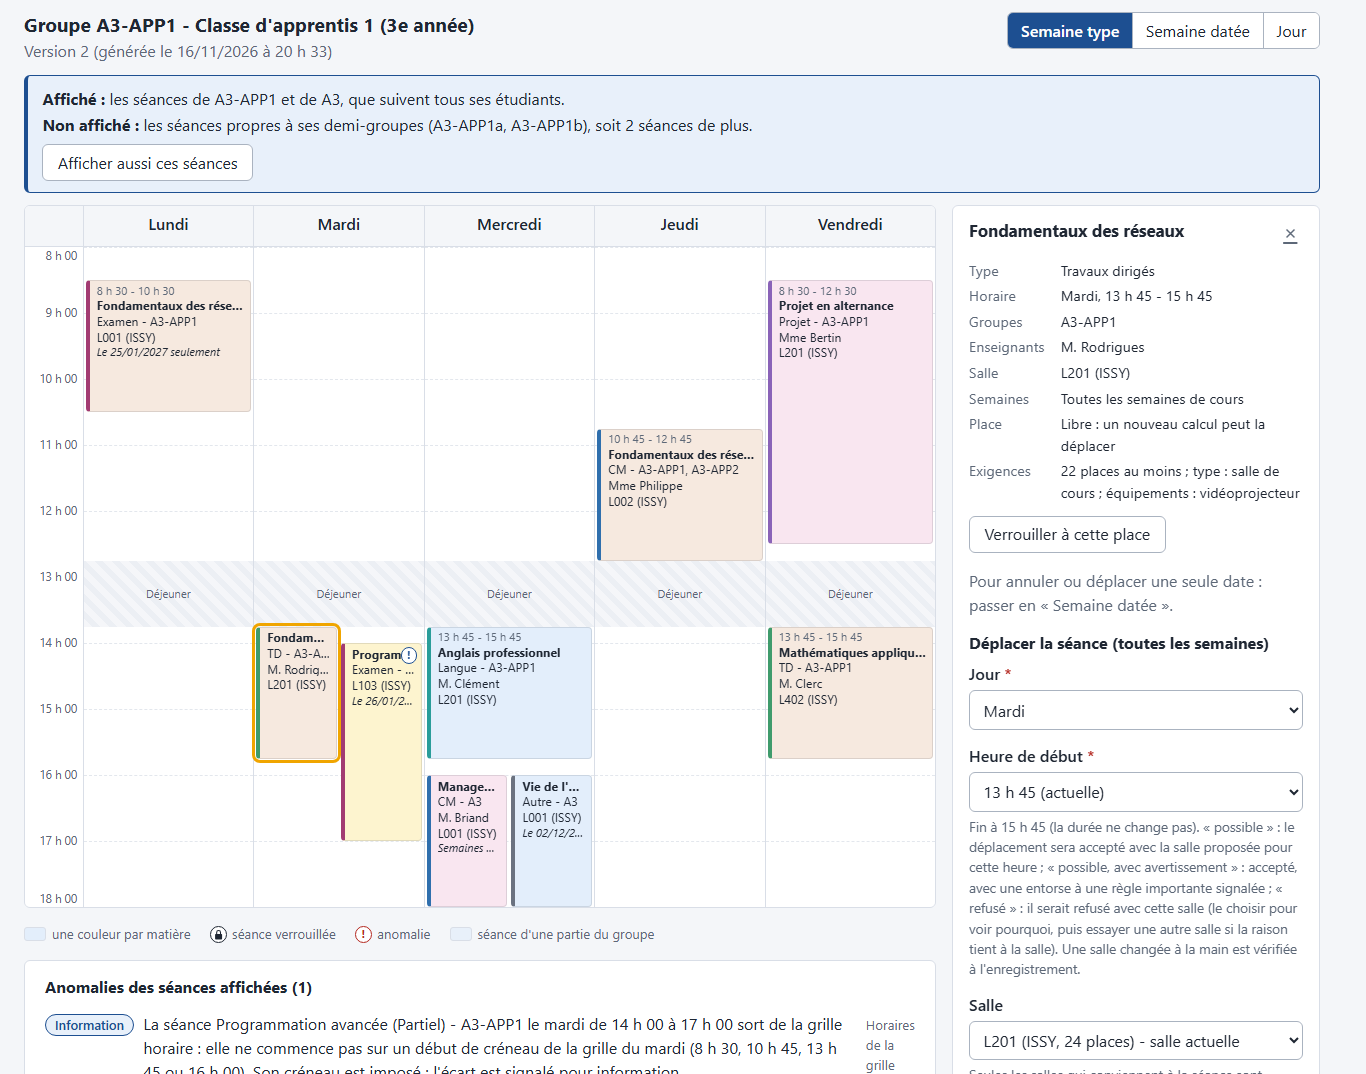 Groupe A3-APP1 - Classe d'apprentis 1 (3e année)
Version 2 (générée le 16/11/2026 à 20 h 33)
Semaine type
Semaine datée
Jour
Affiché : les séances de A3-APP1 et de A3, que suivent tous ses étudiants.
Non affiché : les séances propres à ses demi-groupes (A3-APP1a, A3-APP1b), soit 2 séances de plus.
Afficher aussi ces séances
Lundi
Mardi
Mercredi
Jeudi
Vendredi
8 h 00
9 h 00
10 h 00
11 h 00
12 h 00
13 h 00
14 h 00
15 h 00
16 h 00
17 h 00
18 h 00
8 h 30 - 10 h 30
Fondamentaux des rése...
Examen - A3-APP1
L001 (ISSY)
Le 25/01/2027 seulement
Déjeuner
Déjeuner
Fondam...
TD - A3-A...
M. Rodrig...
L201 (ISSY)
Program
!
Examen - ...
L103 (ISSY)
Le 26/01/2...
Déjeuner
13 h 45 - 15 h 45
Anglais professionnel
Langue - A3-APP1
M. Clément
L201 (ISSY)
Manage...
CM - A3
M. Briand
L001 (ISSY)
Semaines ...
Vie de l'...
Autre - A3
L001 (ISSY)
Le 02/12/2...
10 h 45 - 12 h 45
Fondamentaux des rése...
CM - A3-APP1, A3-APP2
Mme Philippe
L002 (ISSY)
Déjeuner
8 h 30 - 12 h 30
Projet en alternance
Projet - A3-APP1
Mme Bertin
L201 (ISSY)
Déjeuner
13 h 45 - 15 h 45
Mathématiques appliqu...
TD - A3-APP1
M. Clerc
L402 (ISSY)
une couleur par matière
séance verrouillée
! anomalie
séance d'une partie du groupe
Anomalies des séances affichées (1)
Information
La séance Programmation avancée (Partiel) - A3-APP1 le mardi de 14 h 00 à 17 h 00 sort de la grille
horaire : elle ne commence pas sur un début de créneau de la grille du mardi (8 h 30, 10 h 45, 13 h
45 ou 16 h 00). Son créneau est imposé : l'écart est signalé pour information.
Horaires
de la
grille
Fondamentaux des réseaux
×
Type Travaux dirigés
Horaire Mardi, 13 h 45 - 15 h 45
Groupes A3-APP1
Enseignants M. Rodrigues
Salle L201 (ISSY)
Semaines Toutes les semaines de cours
Place Libre : un nouveau calcul peut la
déplacer
Exigences 22 places au moins ; type : salle de
cours ; équipements : vidéoprojecteur
Verrouiller à cette place
Pour annuler ou déplacer une seule date :
passer en « Semaine datée ».
Déplacer la séance (toutes les semaines)
Jour *
Mardi
Heure de début *
13 h 45 (actuelle)
Fin à 15 h 45 (la durée ne change pas). « possible » : le
déplacement sera accepté avec la salle proposée pour
cette heure ; « possible, avec avertissement » : accepté,
avec une entorse à une règle importante signalée ; «
refusé » : il serait refusé avec cette salle (le choisir pour
voir pourquoi, puis essayer une autre salle si la raison
tient à la salle). Une salle changée à la main est vérifiée
à l'enregistrement.
Salle
L201 (ISSY, 24 places) - salle actuelle